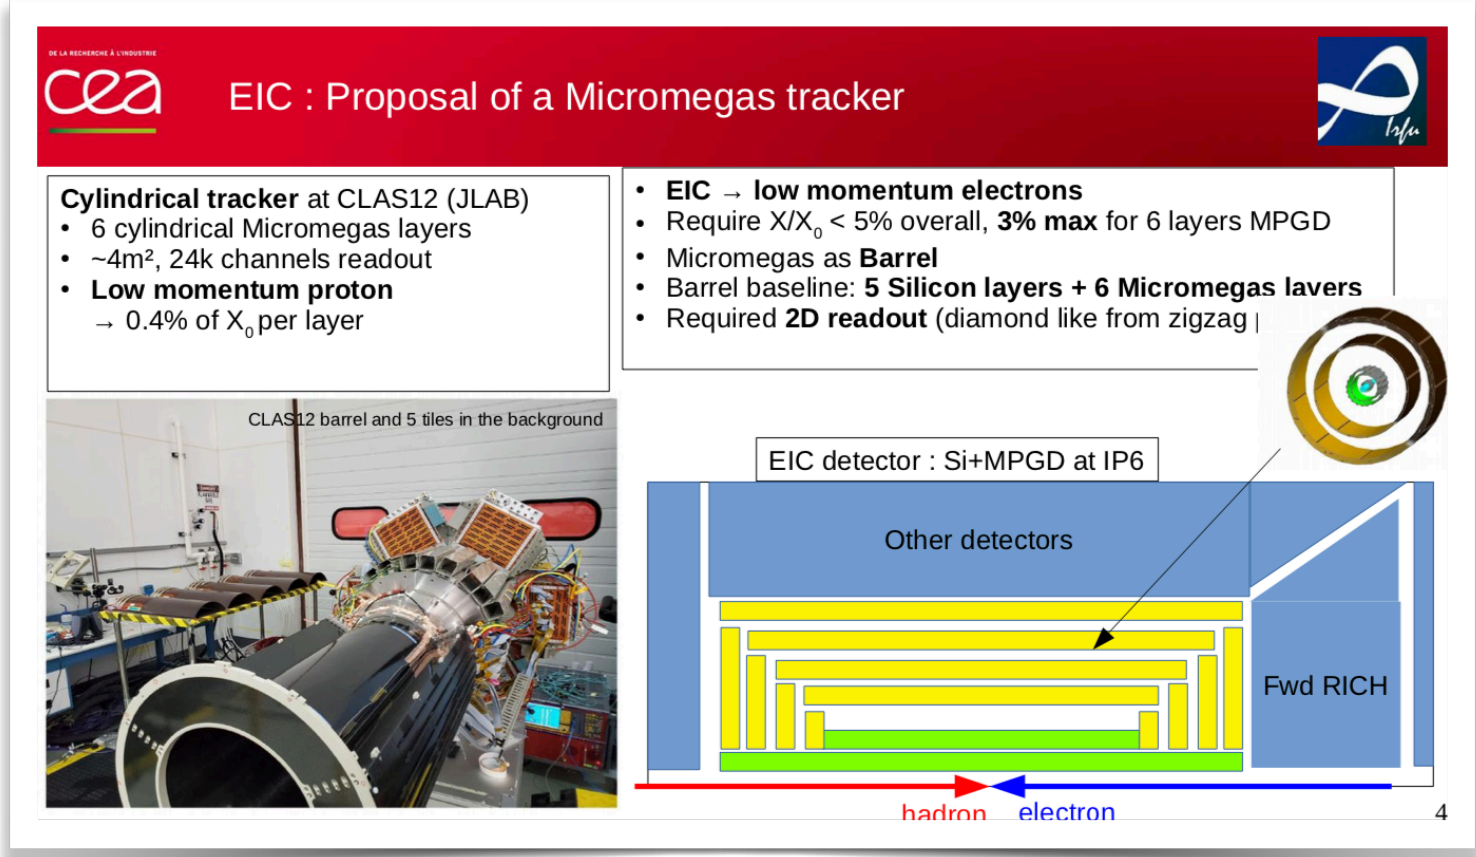 DE LA RECHERCHE À L'INDUSTRIE
cea
EIC : Proposal of a Micromegas tracker
Irfu
Cylindrical tracker at CLAS12 (JLAB)
• 6 cylindrical Micromegas layers
• ~4m², 24k channels readout
• Low momentum proton
→ 0.4% of X0 per layer
• EIC → low momentum electrons
• Require X/X0 < 5% overall, 3% max for 6 layers MPGD
• Micromegas as Barrel
• Barrel baseline: 5 Silicon layers + 6 Micromegas layers
• Required 2D readout (diamond like from zigzag
CLAS12 barrel and 5 tiles in the background
EIC detector : Si+MPGD at IP6
Other detectors
Fwd RICH
hadron electron
4